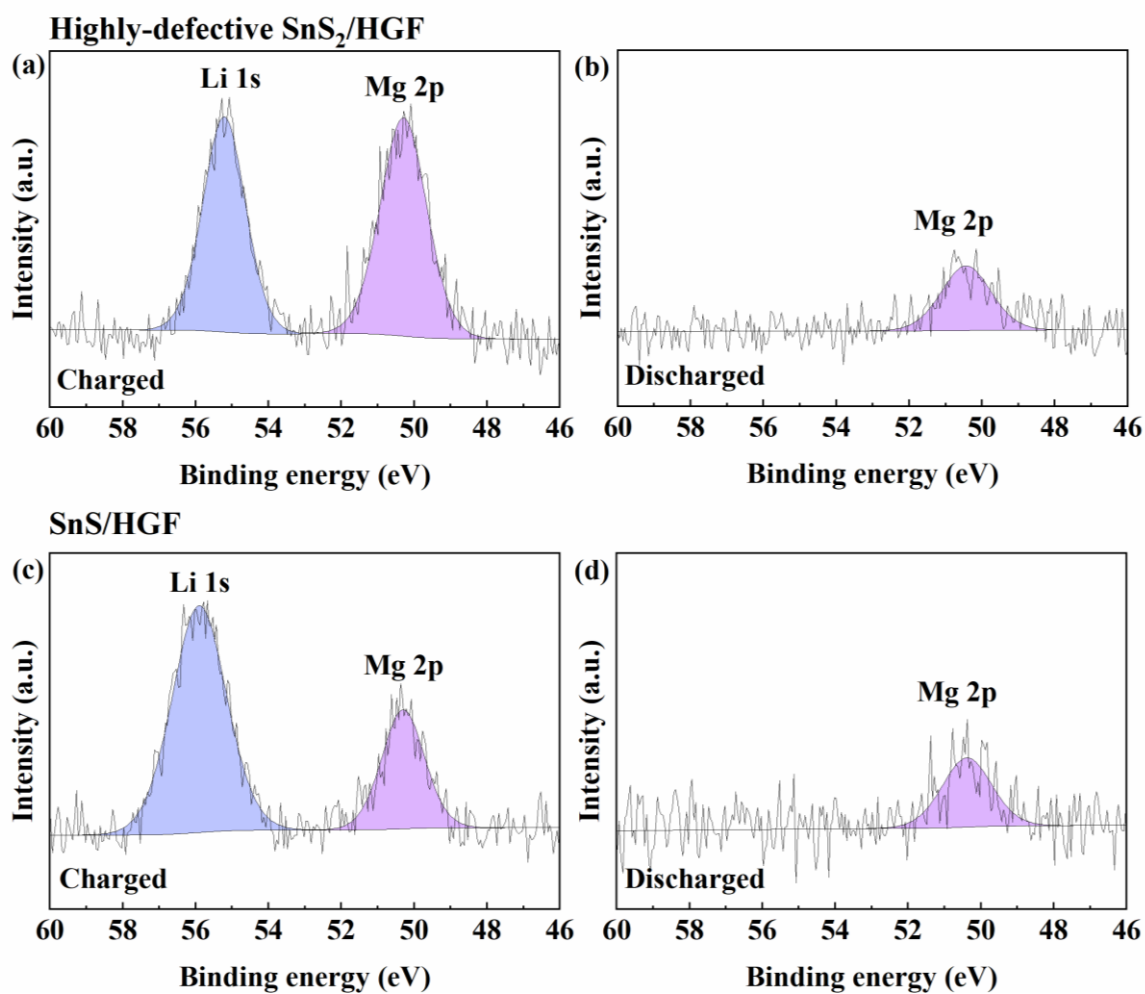 Highly-defective SnS₂/HGF
(a)
Li 1s
Mg 2p
Intensity (a.u.)
Charged
60 58 56 54 52 50 48 46
Binding energy (eV)
(b)
Mg 2p
Intensity (a.u.)
Discharged
60 58 56 54 52 50 48 46
Binding energy (eV)
SnS/HGF
(c)
Li 1s
Mg 2p
Intensity (a.u.)
Charged
60 58 56 54 52 50 48 46
Binding energy (eV)
(d)
Mg 2p
Intensity (a.u.)
Discharged
60 58 56 54 52 50 48 46
Binding energy (eV)